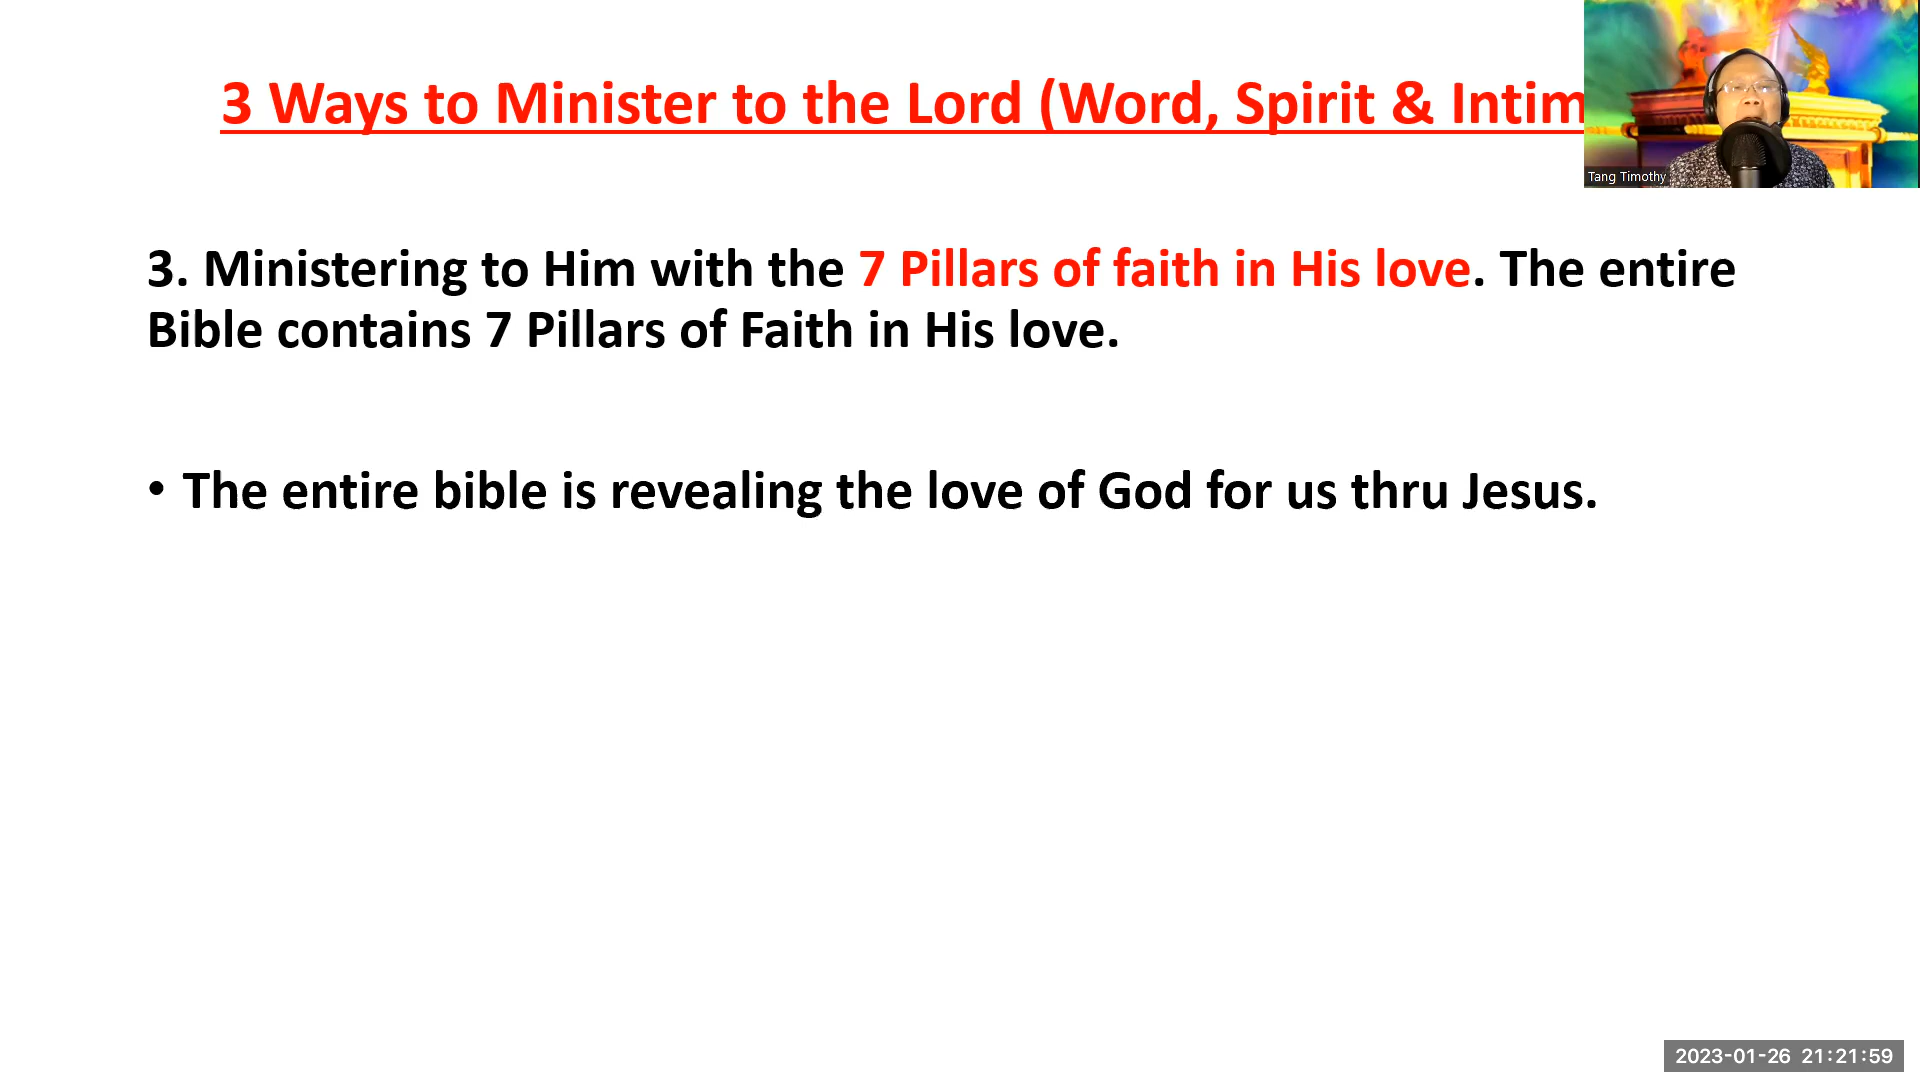 3 Ways to Minister to the Lord (Word, Spirit & Intim
Tang Timothy
3. Ministering to Him with the 7 Pillars of faith in His love. The entire
Bible contains 7 Pillars of Faith in His love.
• The entire bible is revealing the love of God for us thru Jesus.
2023-01-26 21:21:59